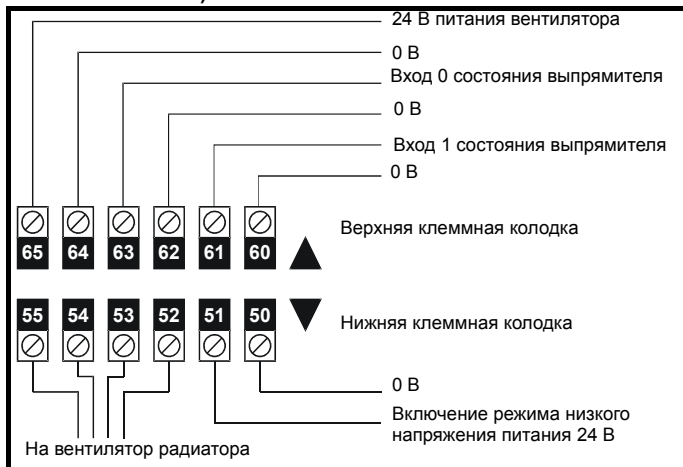 24 В питания вентилятора
0 В
Вход 0 состояния выпрямителя
0 В
Вход 1 состояния выпрямителя
0 В
65 64 63 62 61 60
Верхняя клеммная колодка
55 54 53 52 51 50
Нижняя клеммная колодка
0 В
Включение режима низкого
напряжения питания 24 В
На вентилятор радиатора